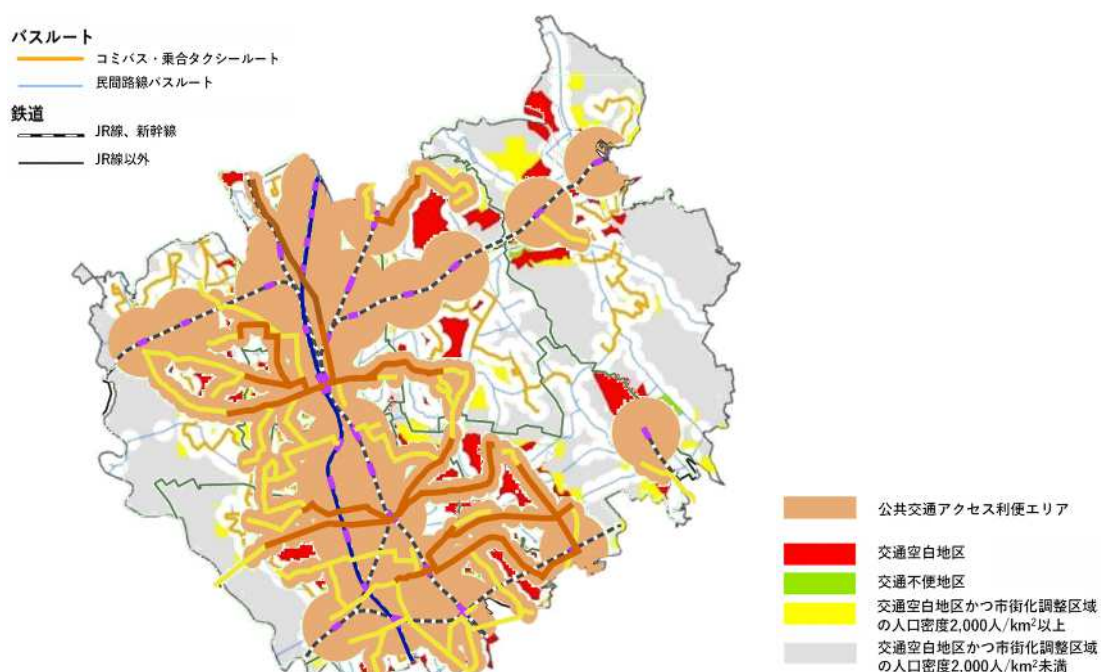 バスルート
コミバス・乗合タクシールート
民間路線バスルート
鉄道
JR線、新幹線
JR線以外
公共交通アクセス利便エリア
交通空白地区
交通不便地区
交通空白地区かつ市街化調整区域
の人口密度2,000人/km²以上
交通空白地区かつ市街化調整区域
の人口密度2,000人/km²未満